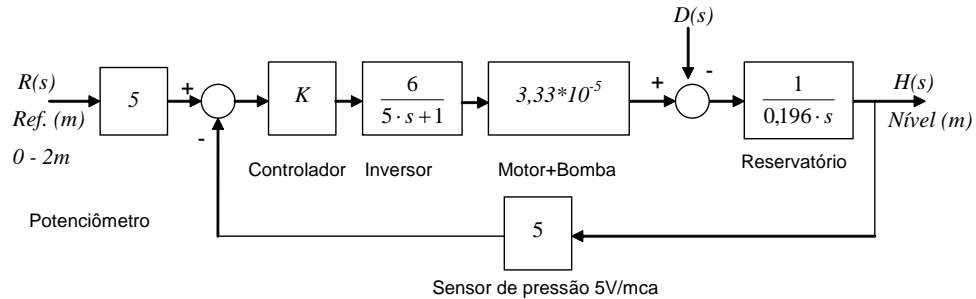 D(s)
R(s)
Ref. (m)
0 - 2m
5
+
-
K
6
5 · s + 1
3,33*10⁻⁵
+
-
1
0,196 · s
H(s)
Nível (m)
Controlador
Inversor
Motor+Bomba
Reservatório
Potenciômetro
5
Sensor de pressão 5V/mca